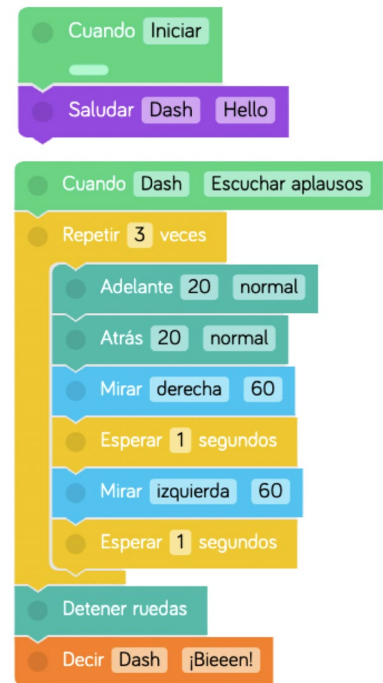 Cuando Iniciar
Saludar Dash Hello
Cuando Dash Escuchar aplausos
Repetir 3 veces
Adelante 20 normal
Atrás 20 normal
Mirar derecha 60
Esperar 1 segundos
Mirar izquierda 60
Esperar 1 segundos
Detener ruedas
Decir Dash ¡Bieeen!